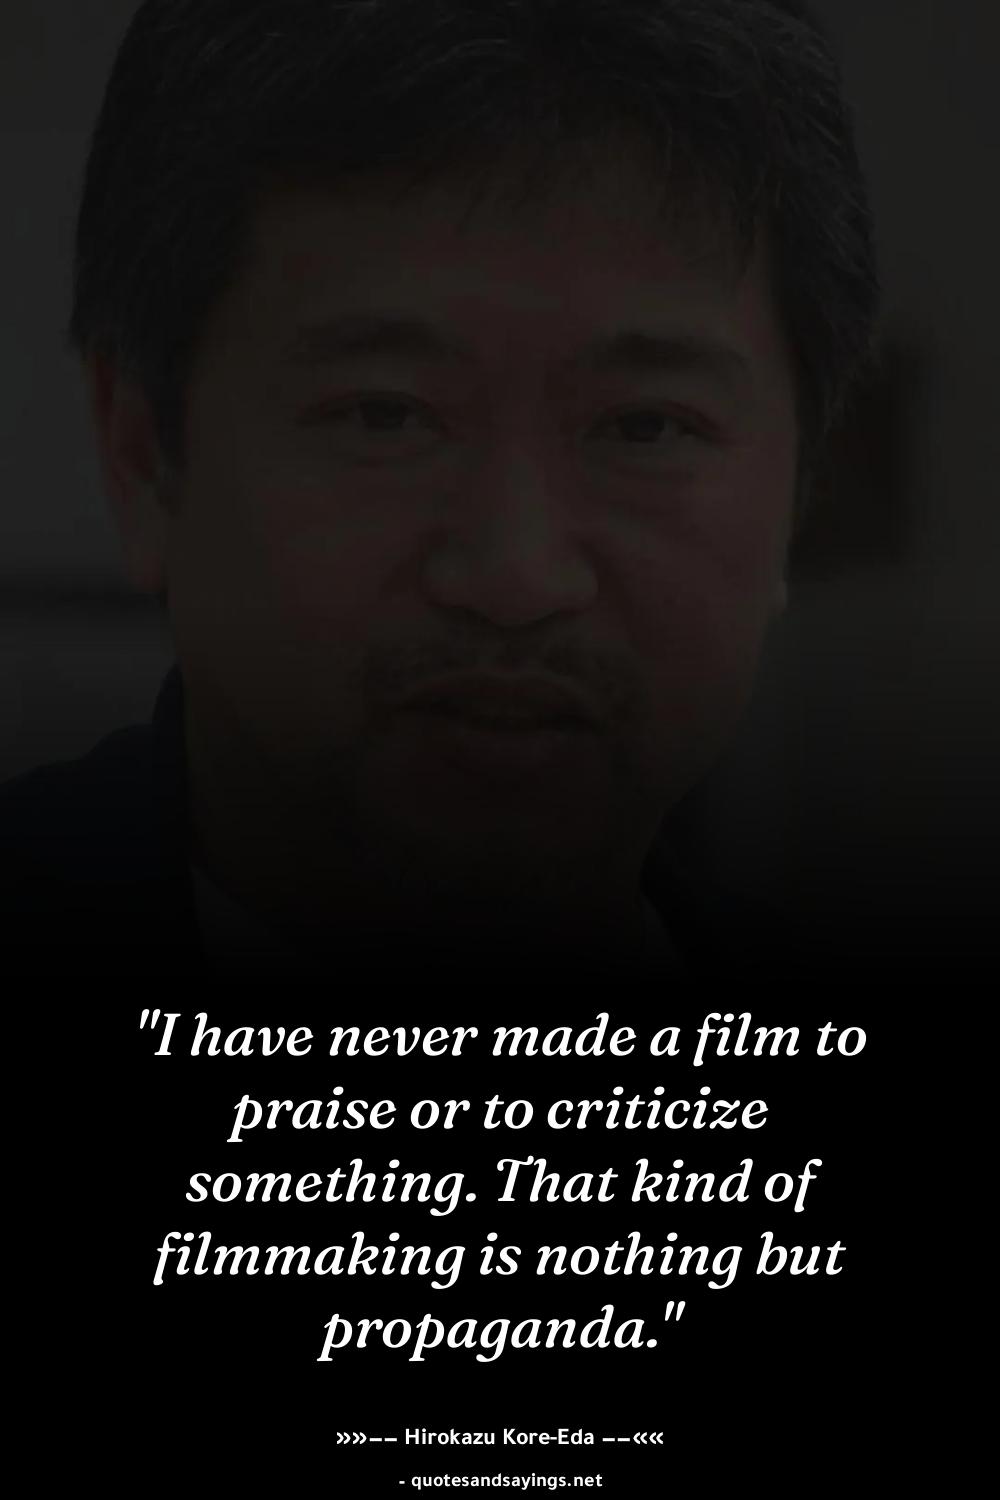 "I have never made a film to
praise or to criticize
something. That kind of
filmmaking is nothing but
propaganda."
»»−− Hirokazu Kore-Eda −−««
- quotesandsayings.net